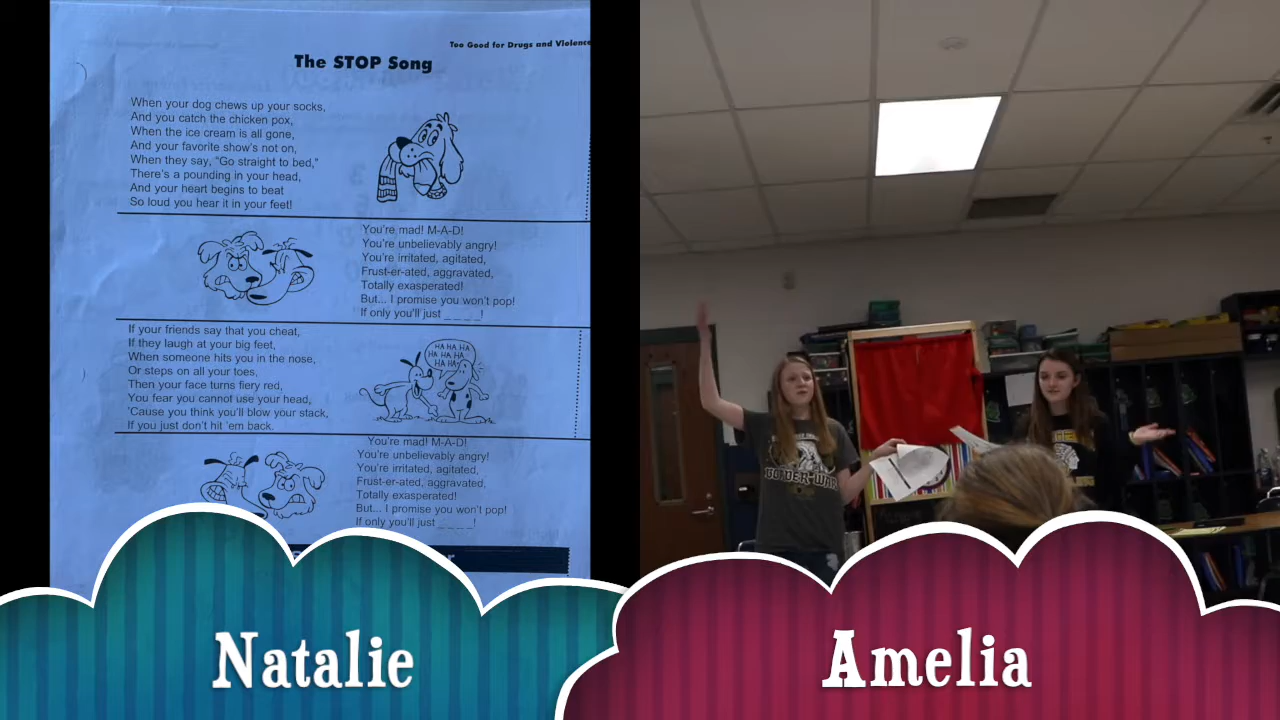 Too Good for Drugs and Violence
The STOP Song
When your dog chews up your socks,
And you catch the chicken pox,
When the ice cream is all gone,
And your favorite show's not on,
When they say, "Go straight to bed,"
There's a pounding in your head,
And your heart begins to beat
So loud you hear it in your feet!
You're mad! M-A-D!
You're unbelievably angry!
You're irritated, agitated,
Frust-er-ated, aggravated,
Totally exasperated!
But... I promise you won't pop!
If only you'll just _ _ _ _!
If your friends say that you cheat,
If they laugh at your big feet,
When someone hits you in the nose,
Or steps on all your toes,
Then your face turns fiery red,
You fear you cannot use your head,
'Cause you think you'll blow your stack,
If you just don't hit 'em back.
HA HA HA
HA HA HA
HA HA
You're mad! M-A-D!
You're unbelievably angry!
You're irritated, agitated,
Frust-er-ated, aggravated,
Totally exasperated!
But... I promise you won't pop!
If only you'll just _ _ _ _!
Natalie
Amelia